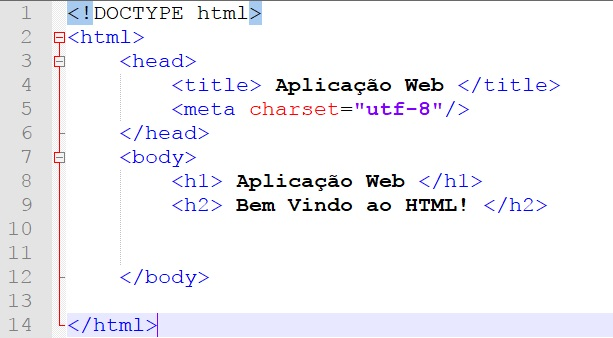 1 <!DOCTYPE html>
2 <html>
3 <head>
4 <title> Aplicação Web </title>
5 <meta charset="utf-8"/>
6 </head>
7 <body>
8 <h1> Aplicação Web </h1>
9 <h2> Bem Vindo ao HTML! </h2>
10
11
12 </body>
13
14 </html>